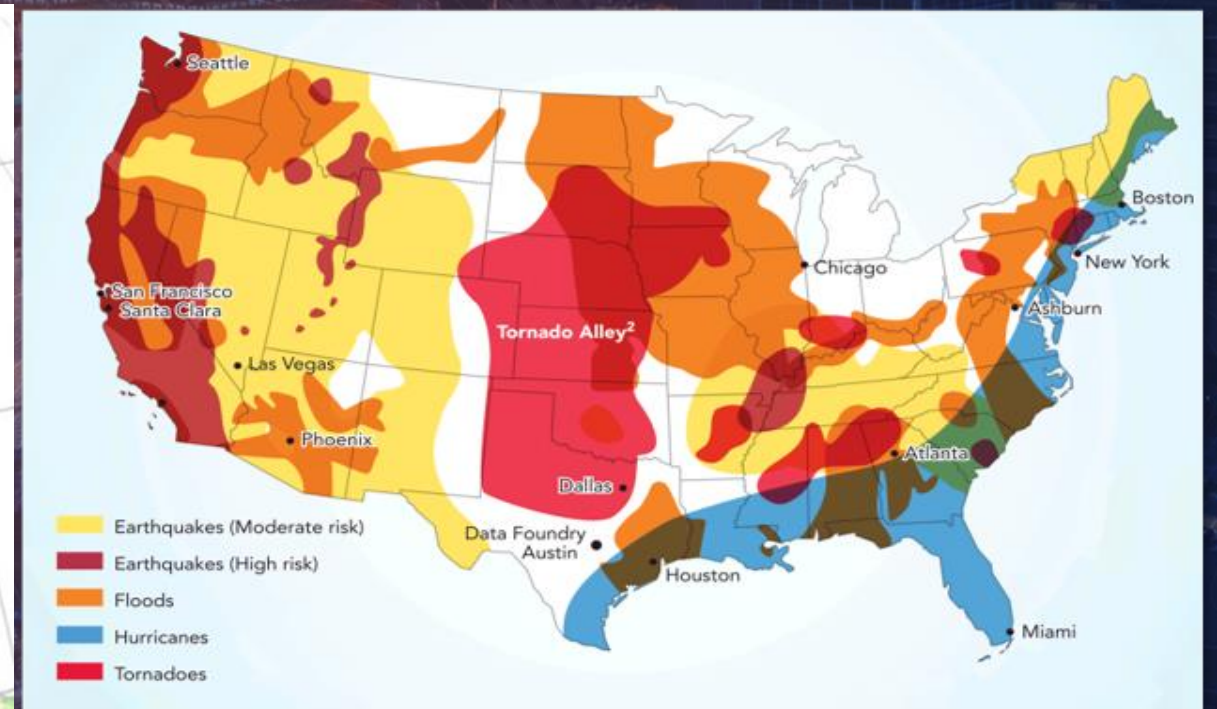 Seattle
Boston
Chicago
New York
San Francisco
Santa Clara
Ashburn
Tornado Alley2
Las Vegas
Phoenix
Atlanta
Dallas
Data Foundry
Austin
Houston
Miami
Earthquakes (Moderate risk)
Earthquakes (High risk)
Floods
Hurricanes
Tornadoes